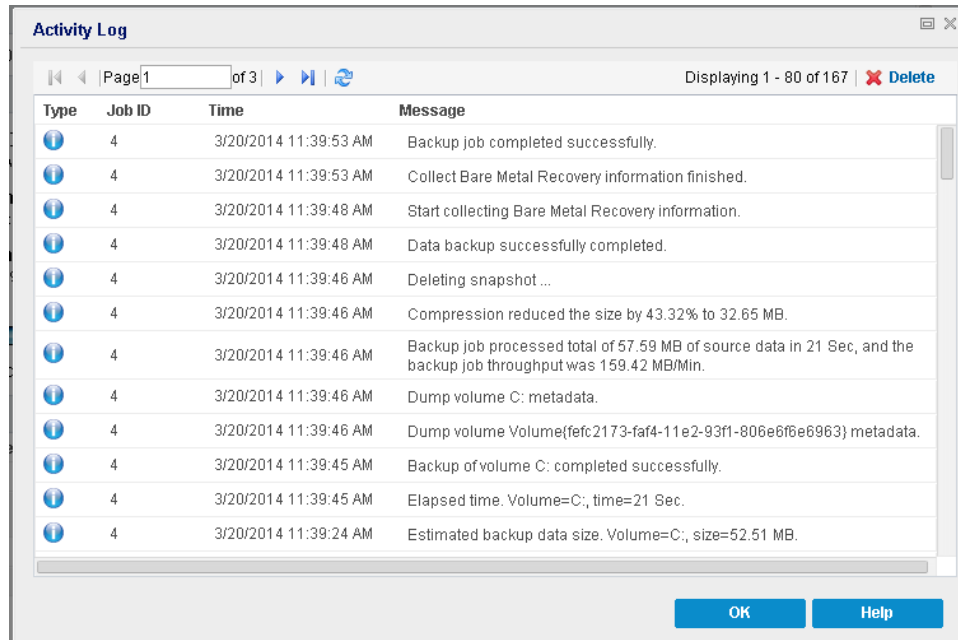 Activity Log
Page 1 of 3 Displaying 1 - 80 of 167 Delete
Type Job ID Time Message
4 3/20/2014 11:39:53 AM Backup job completed successfully.
4 3/20/2014 11:39:53 AM Collect Bare Metal Recovery information finished.
4 3/20/2014 11:39:48 AM Start collecting Bare Metal Recovery information.
4 3/20/2014 11:39:48 AM Data backup successfully completed.
4 3/20/2014 11:39:46 AM Deleting snapshot ...
4 3/20/2014 11:39:46 AM Compression reduced the size by 43.32% to 32.65 MB.
4 3/20/2014 11:39:46 AM Backup job processed total of 57.59 MB of source data in 21 Sec, and the
backup job throughput was 159.42 MB/Min.
4 3/20/2014 11:39:46 AM Dump volume C: metadata.
4 3/20/2014 11:39:46 AM Dump volume Volume{fefc2173-faf4-11e2-93f1-806e6f6e6963} metadata.
4 3/20/2014 11:39:45 AM Backup of volume C: completed successfully.
4 3/20/2014 11:39:45 AM Elapsed time. Volume=C:, time=21 Sec.
4 3/20/2014 11:39:24 AM Estimated backup data size. Volume=C:, size=52.51 MB.
OK Help